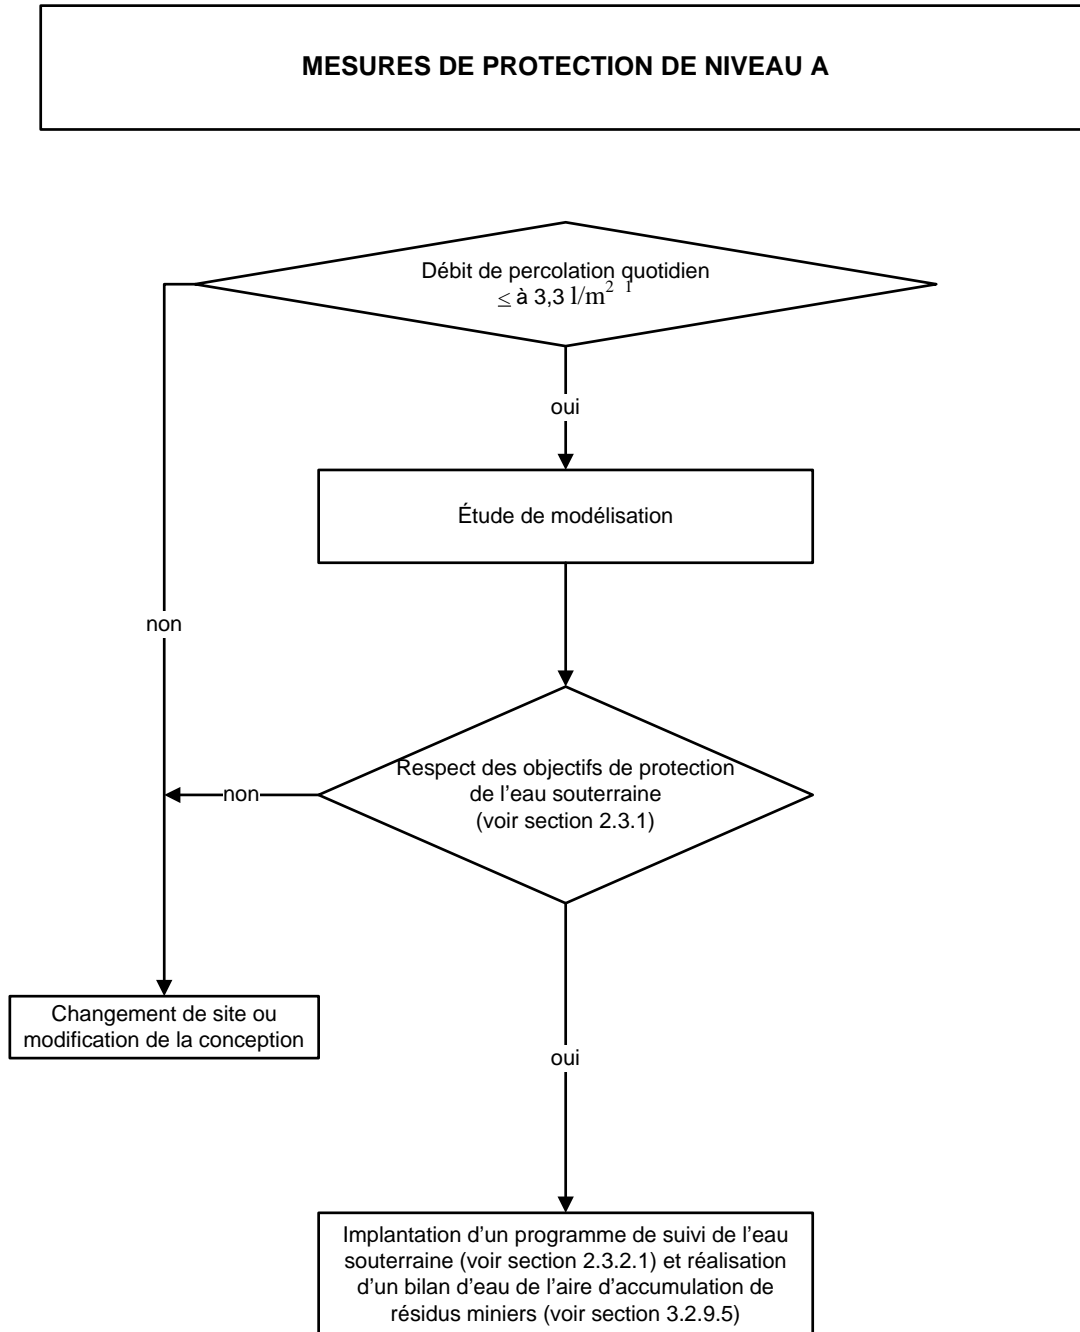 MESURES DE PROTECTION DE NIVEAU A
Débit de percolation quotidien
≤ à 3,3 l/m² ¹
oui
Étude de modélisation
non
Respect des objectifs de protection
de l'eau souterraine
(voir section 2.3.1)
non
Changement de site ou
modification de la conception
oui
Implantation d'un programme de suivi de l'eau
souterraine (voir section 2.3.2.1) et réalisation
d'un bilan d'eau de l'aire d'accumulation de
résidus miniers (voir section 3.2.9.5)